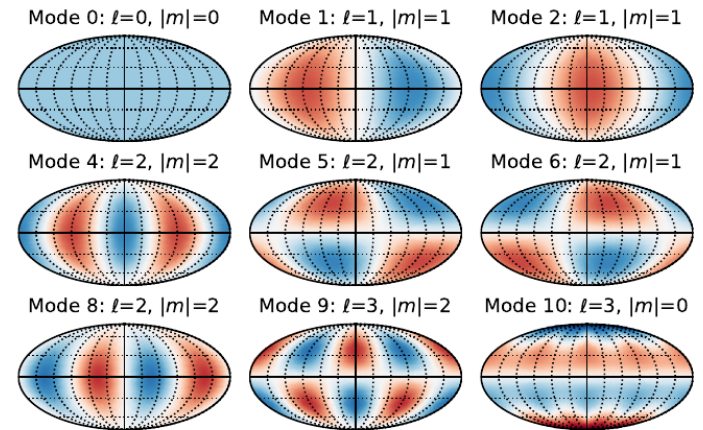 Mode 0: ℓ=0, |m|=0
Mode 1: ℓ=1, |m|=1
Mode 2: ℓ=1, |m|=1
Mode 4: ℓ=2, |m|=2
Mode 5: ℓ=2, |m|=1
Mode 6: ℓ=2, |m|=1
Mode 8: ℓ=2, |m|=2
Mode 9: ℓ=3, |m|=2
Mode 10: ℓ=3, |m|=0